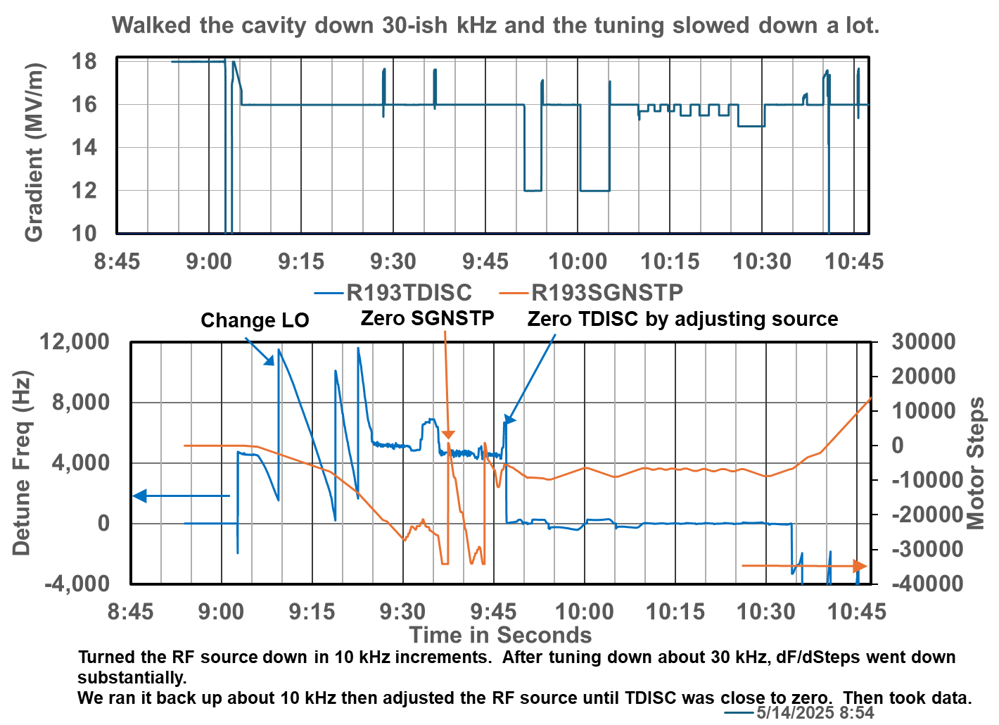 Walked the cavity down 30-ish kHz and the tuning slowed down a lot.
Gradient (MV/m)
18
16
14
12
10
8:45 9:00 9:15 9:30 9:45 10:00 10:15 10:30 10:45
R193TDISC R193SGNSTP
Change LO Zero SGNSTP Zero TDISC by adjusting source
Detune Freq (Hz)
12,000
8,000
4,000
0
-4,000
30000
20000
10000
0
-10000
-20000
-30000
-40000
Motor Steps
8:45 9:00 9:15 9:30 9:45 10:00 10:15 10:30 10:45
Time in Seconds
Turned the RF source down in 10 kHz increments.  After tuning down about 30 kHz, dF/dSteps went down
substantially.
We ran it back up about 10 kHz then adjusted the RF source until TDISC was close to zero.  Then took data.
5/14/2025 8:54